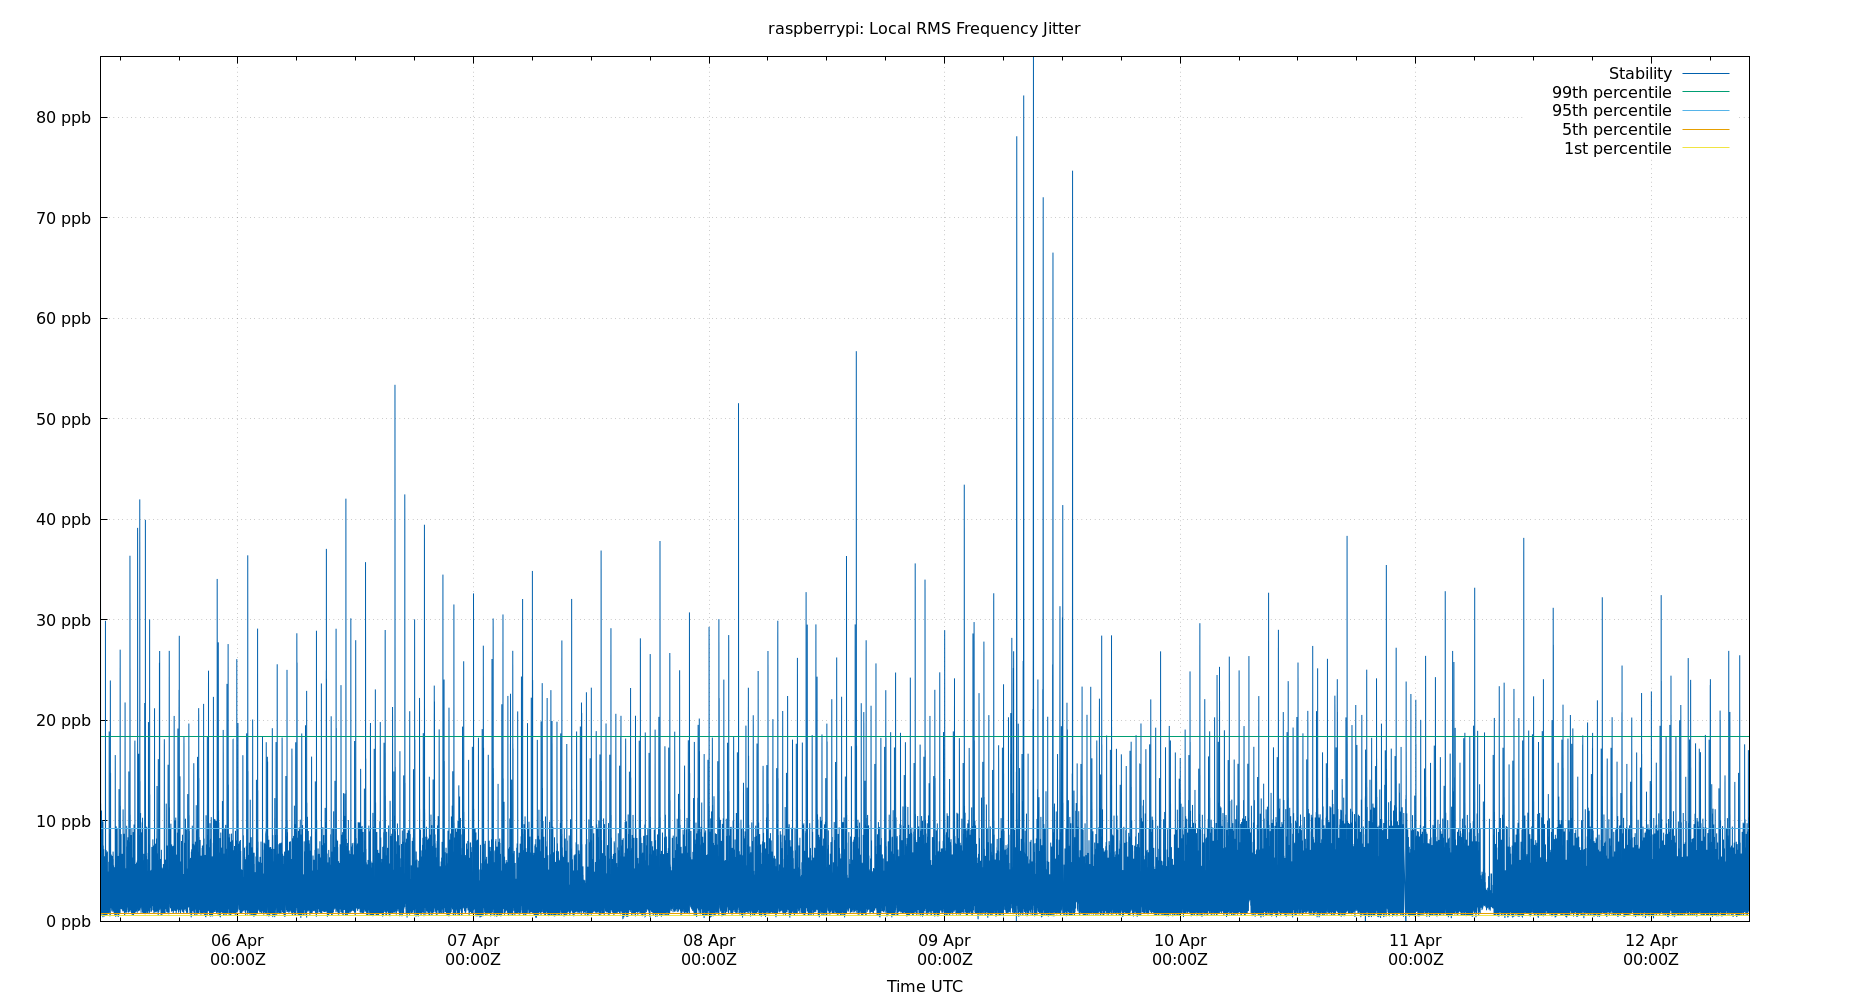 raspberrypi: Local RMS Frequency Jitter
Stability
99th percentile
95th percentile
5th percentile
1st percentile
80 ppb
70 ppb
60 ppb
50 ppb
40 ppb
30 ppb
20 ppb
10 ppb
0 ppb
06 Apr 07 Apr 08 Apr 09 Apr 10 Apr 11 Apr 12 Apr
00:00Z 00:00Z 00:00Z 00:00Z 00:00Z 00:00Z 00:00Z
Time UTC